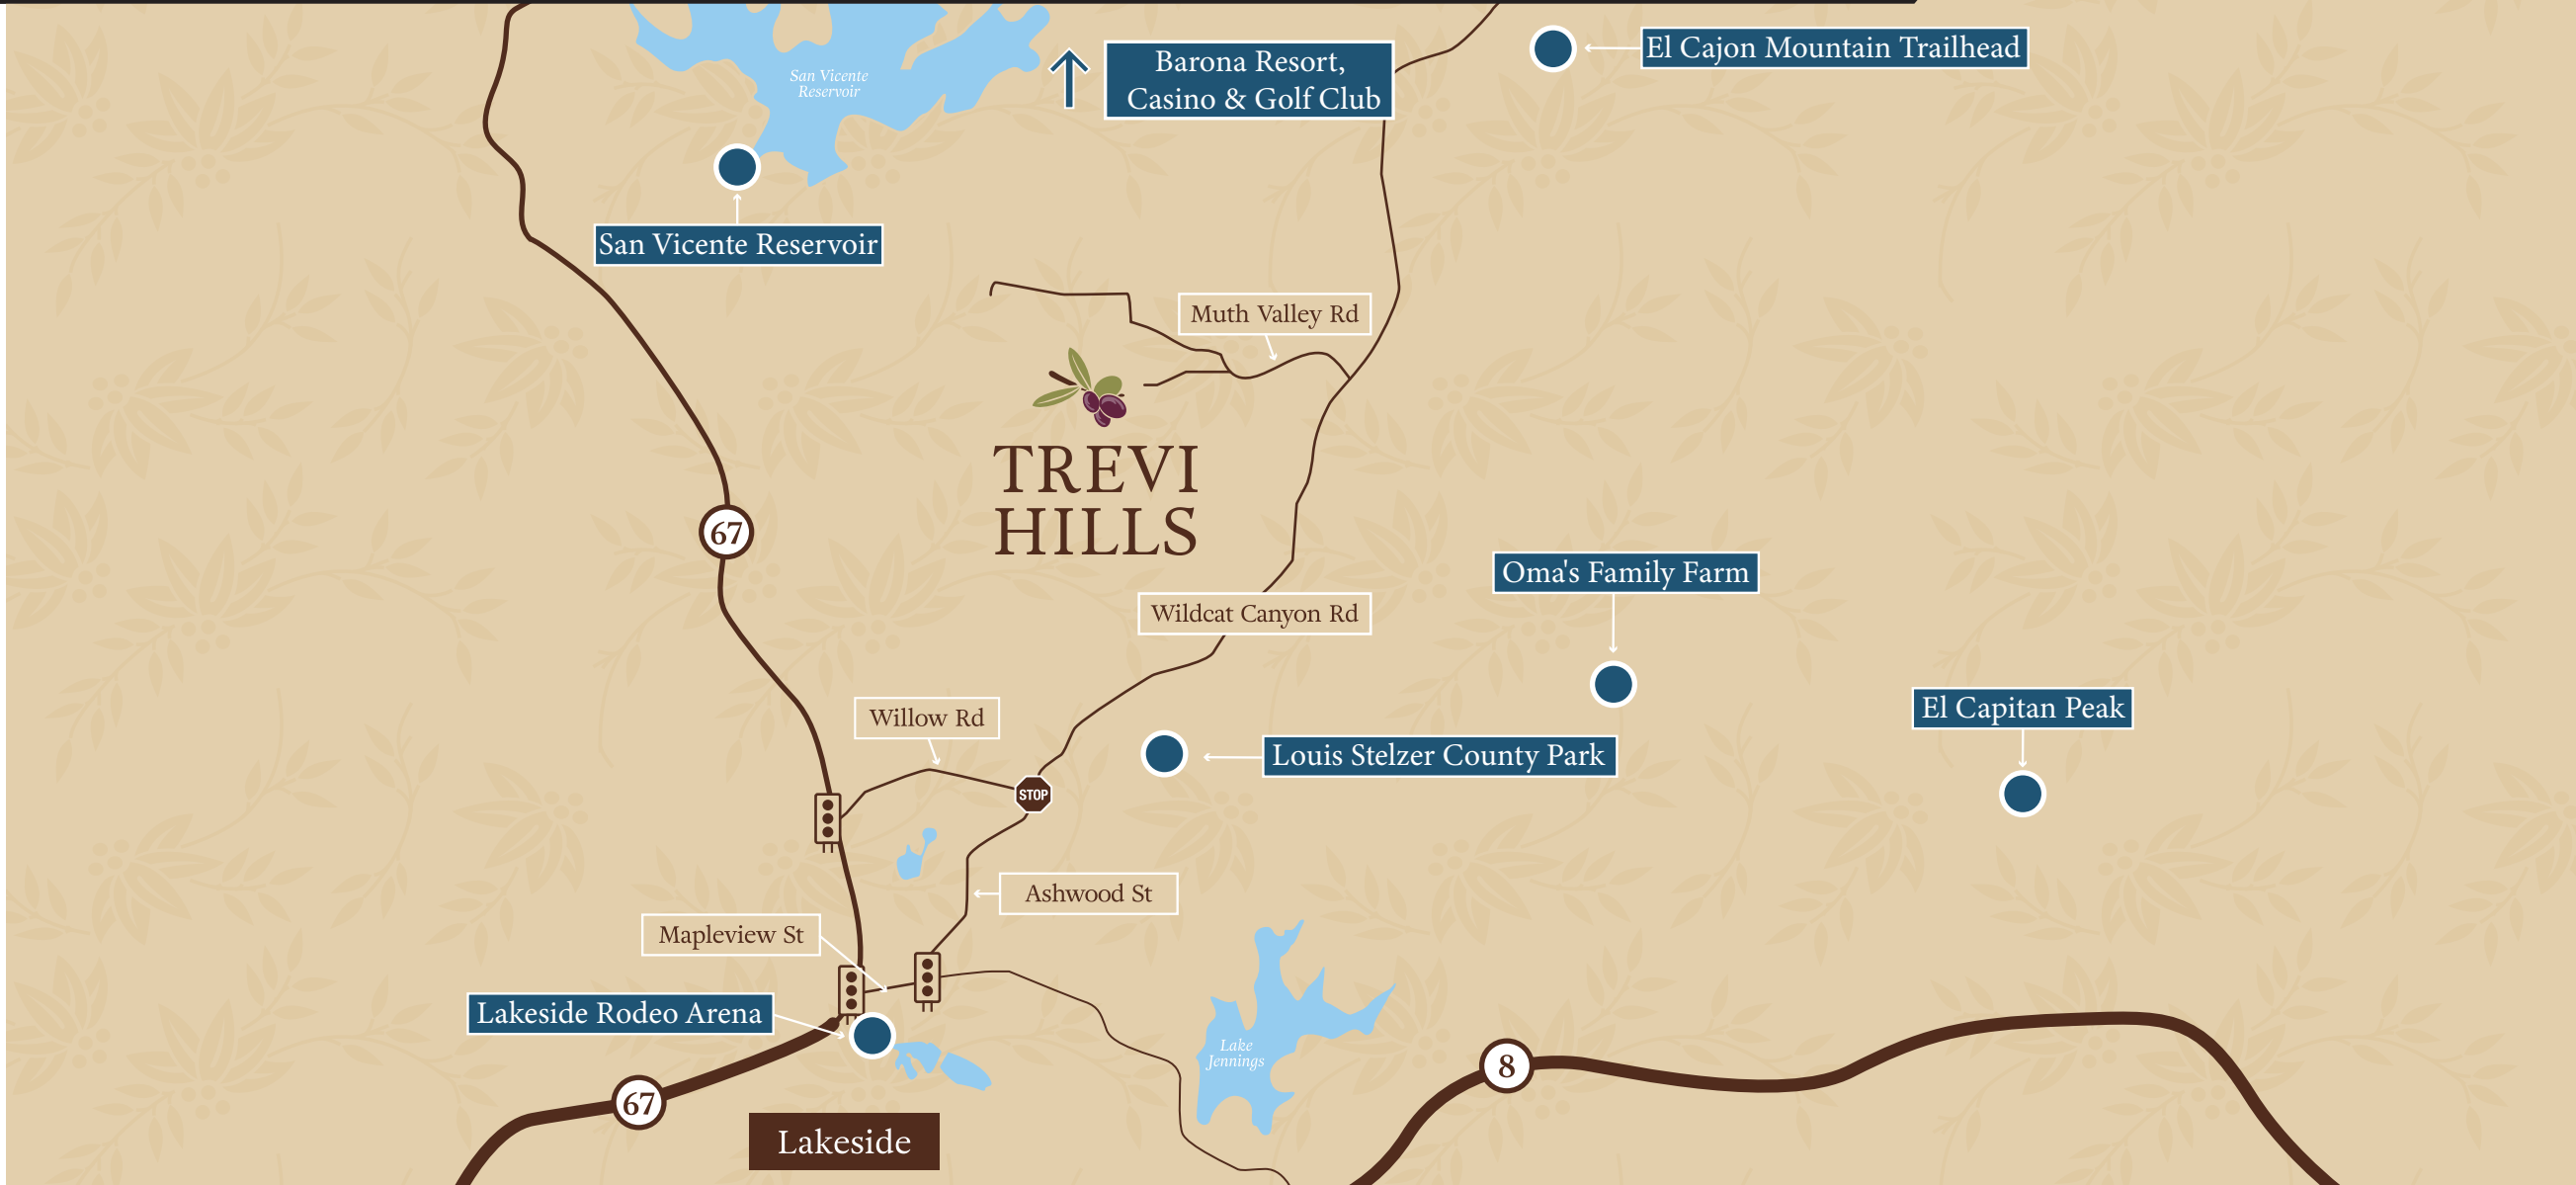 San Vicente
Reservoir
Barona Resort,
Casino & Golf Club
El Cajon Mountain Trailhead
San Vicente Reservoir
Muth Valley Rd
TREVI
HILLS
67
Oma's Family Farm
Wildcat Canyon Rd
Willow Rd
El Capitan Peak
Louis Stelzer County Park
STOP
Ashwood St
Mapleview St
Lakeside Rodeo Arena
Lake
Jennings
8
67
Lakeside